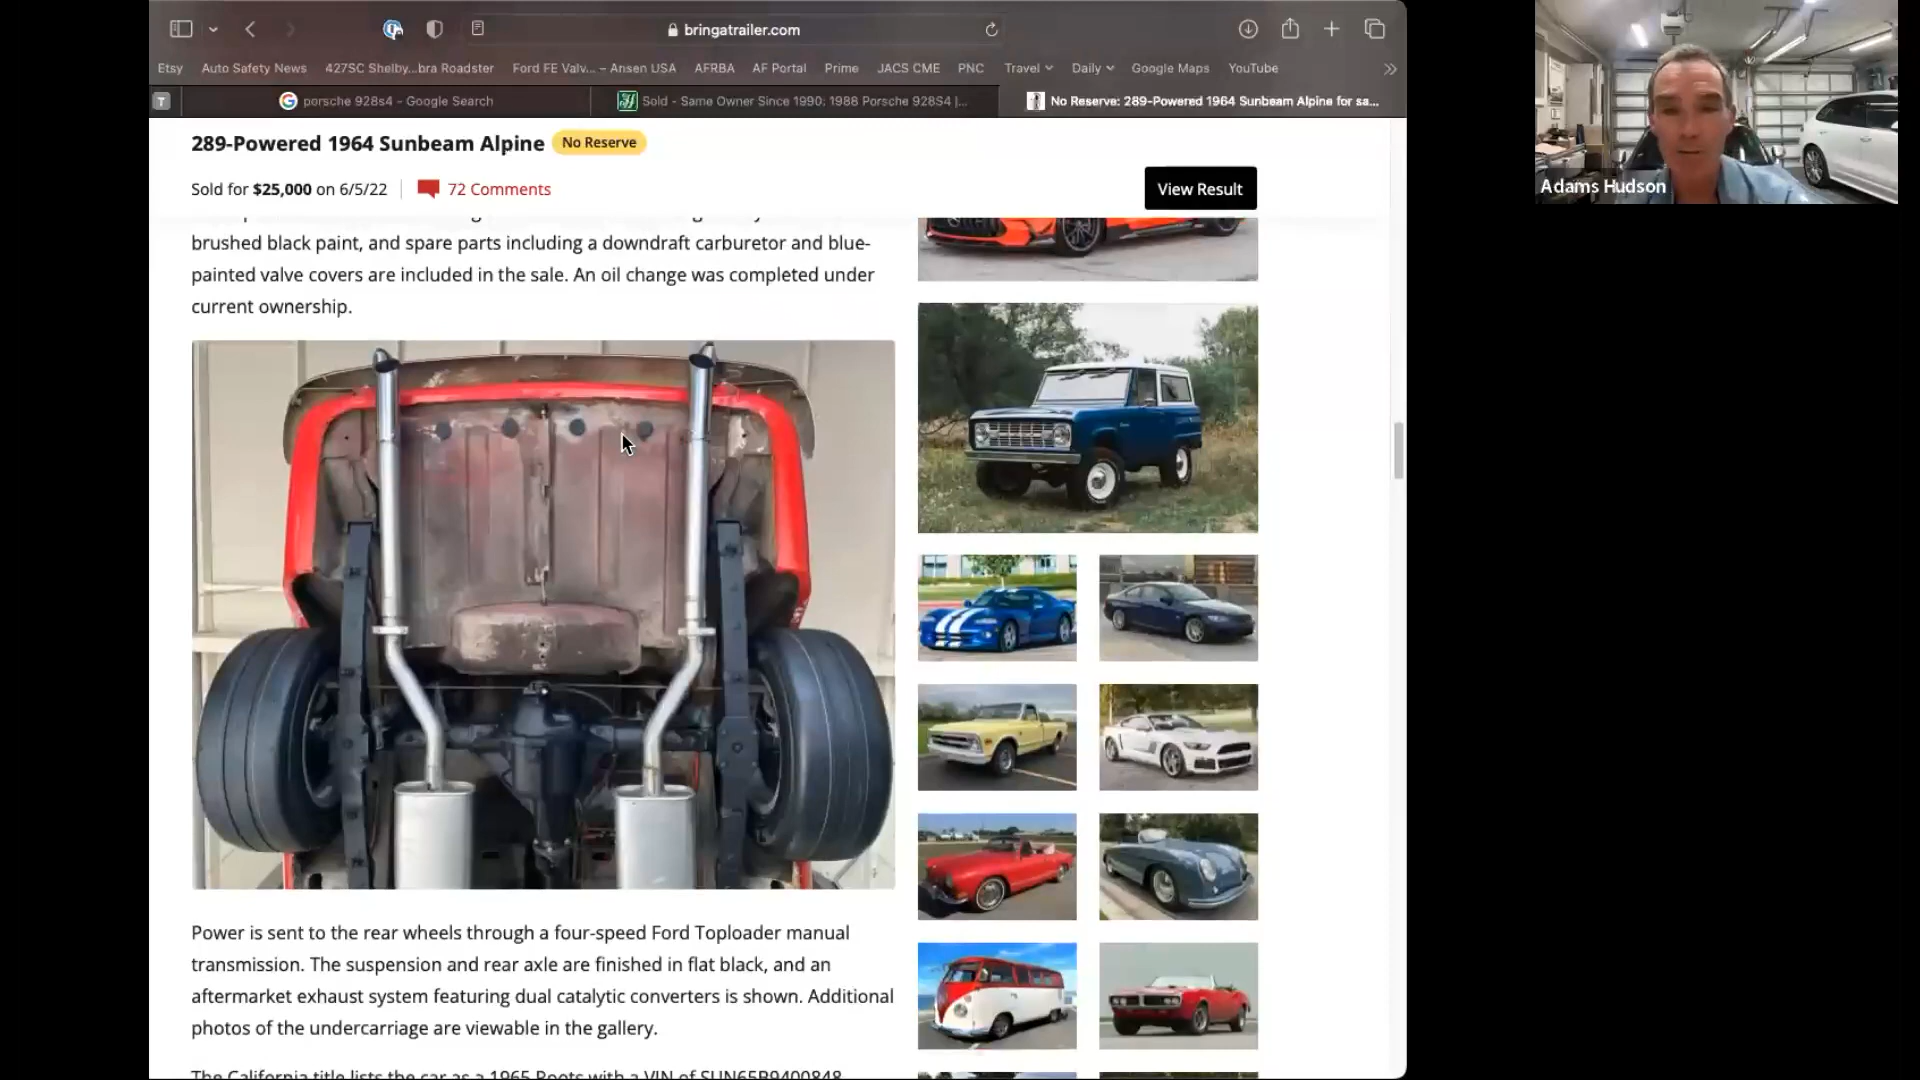 bringatrailer.com
Etsy
Auto Safety News
427SC Shelby...bra Roadster
Ford FE Valv... – Ansen USA
AFRBA
AF Portal
Prime
JACS CME
PNC
Travel
Daily
Google Maps
YouTube
T
porsche 928s4 - Google Search
Sold - Same Owner Since 1990: 1988 Porsche 928S4 |...
No Reserve: 289-Powered 1964 Sunbeam Alpine for sa...
289-Powered 1964 Sunbeam Alpine
No Reserve
Sold for $25,000 on 6/5/22
72 Comments
View Result
brushed black paint, and spare parts including a downdraft carburetor and blue-
painted valve covers are included in the sale. An oil change was completed under
current ownership.
Power is sent to the rear wheels through a four-speed Ford Toploader manual
transmission. The suspension and rear axle are finished in flat black, and an
aftermarket exhaust system featuring dual catalytic converters is shown. Additional
photos of the undercarriage are viewable in the gallery.
The California title lists the car as a 1965 Roots with a VIN of SUN65B9400848
Adams Hudson